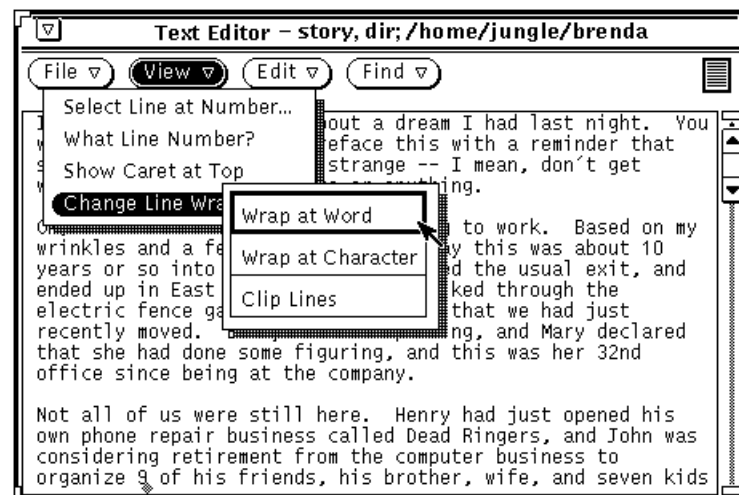 Text Editor – story, dir; /home/jungle/brenda
File View Edit Find
Select Line at Number...
What Line Number?
Show Caret at Top
Change Line Wra
Wrap at Word
Wrap at Character
Clip Lines
out a dream I had last night. You
eface this with a reminder that
strange -- I mean, don't get
ng.
to work. Based on my
wrinkles and a fe y this was about 10
years or so into d the usual exit, and
ended up in East ked through the
electric fence ga that we had just
recently moved. ng, and Mary declared
that she had done some figuring, and this was her 32nd
office since being at the company.
Not all of us were still here. Henry had just opened his
own phone repair business called Dead Ringers, and John was
considering retirement from the computer business to
organize 9 of his friends, his brother, wife, and seven kids